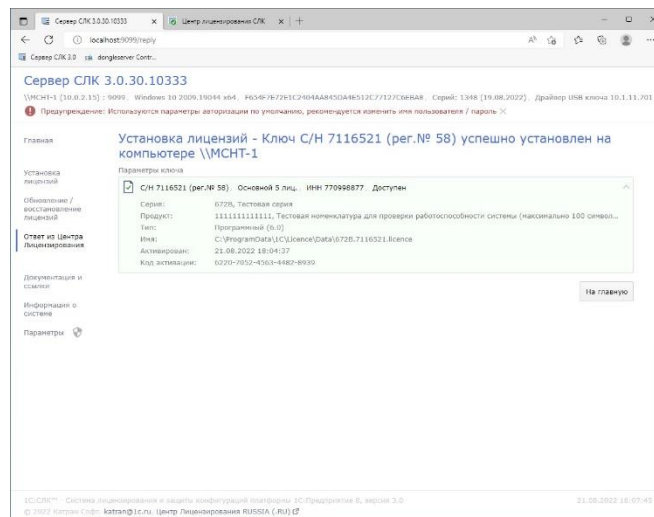 Сервер СЛК 3.0.30.10333
Центр лицензирования СЛК
localhost:9099/reply
Сервер СЛК 3.0
dongleserver Contr...
Сервер СЛК 3.0.30.10333
\\MCHT-1 [10.0.2.15] : 9099, Windows 10 2009.19044 x64, Серий: 1348 [19.08.2022], Драйвер USB ключа 10.1.11.701
Предупреждение: Используются параметры авторизации по умолчанию, рекомендуется изменить имя пользователя / пароль
Главная
Установка лицензий
Обновление / восстановление лицензий
Ответ из Центра Лицензирования
Документация и ссылки
Информация о системе
Параметры
Установка лицензий - Ключ С/Н 7116521 (рег.№ 58) успешно установлен на
компьютере \\MCHT-1
Параметры ключа
С/Н 7116521 (рег.№ 58), Основной 5 лиц., ИНН 770998877, Доступен
Серия: 672B, Тестовая серия
Продукт: 1111111111111, Тестовая номенклатура для проверки работоспособности системы (максимально 100 символ...
Тип: Программный (6.0)
Имя: C:\ProgramData\1C\Licence\Data\672B.7116521.licence
Активирован: 21.08.2022 18:04:37
Код активации: 6220-7052-4563-4482-8939
На главную
1С:СЛК™ - Система лицензирования и защиты конфигураций платформы 1С:Предприятие 8, версия 3.0
21.08.2022 18:07:43
© 2022 Катран Софт. katran@1c.ru. Центр Лицензирования RUSSIA (.RU)